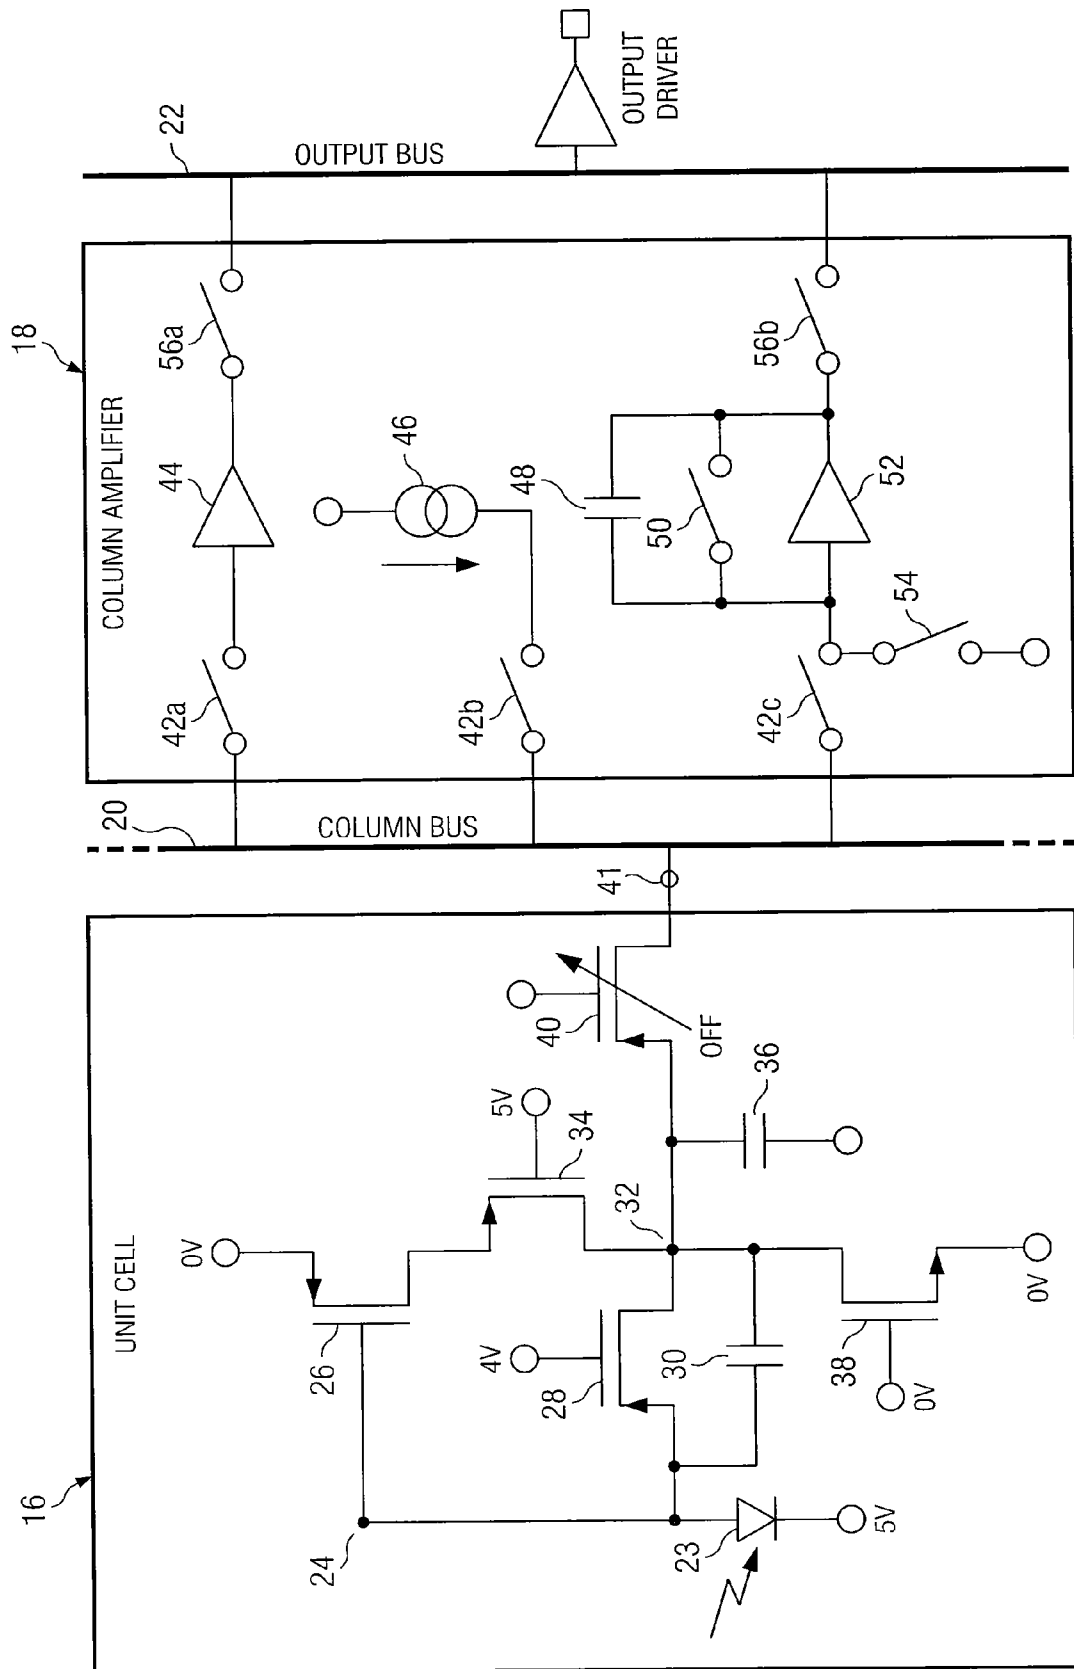 16
UNIT CELL
24
26
0V
23
5V
28
4V
30
32
34
5V
38
0V
0V
36
40
OFF
41
20
COLUMN BUS
18
COLUMN AMPLIFIER
42a
44
56a
42b
46
42c
48
50
52
54
56b
22
OUTPUT BUS
OUTPUT
DRIVER